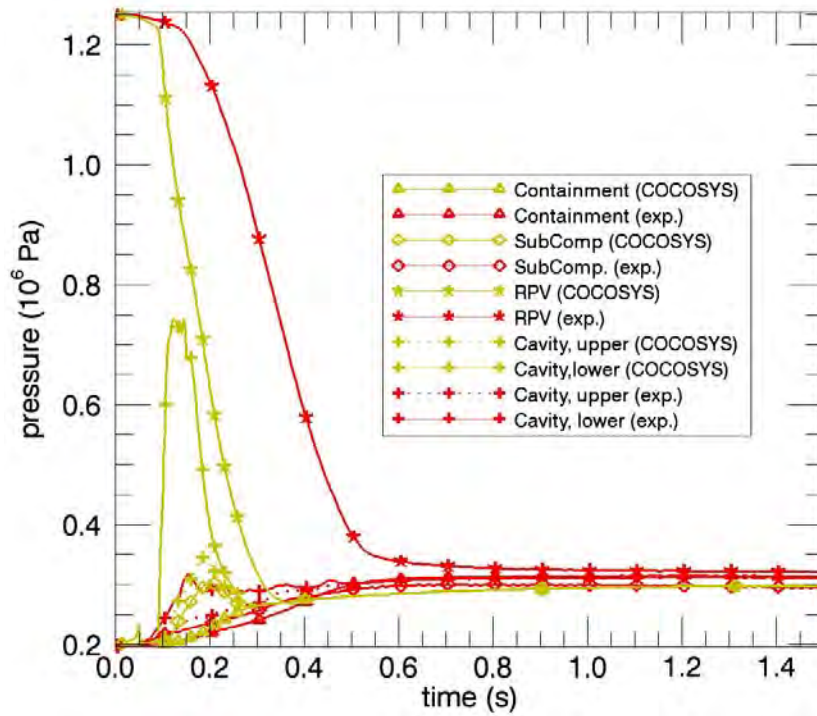 1.2
1.0
0.8
0.6
0.4
0.2
pressure (10⁶ Pa)
Containment (COCOSYS)
Containment (exp.)
SubComp (COCOSYS)
SubComp. (exp.)
RPV (COCOSYS)
RPV (exp.)
Cavity, upper (COCOSYS)
Cavity,lower (COCOSYS)
Cavity, upper (exp.)
Cavity, lower (exp.)
0.0 0.2 0.4 0.6 0.8 1.0 1.2 1.4
time (s)